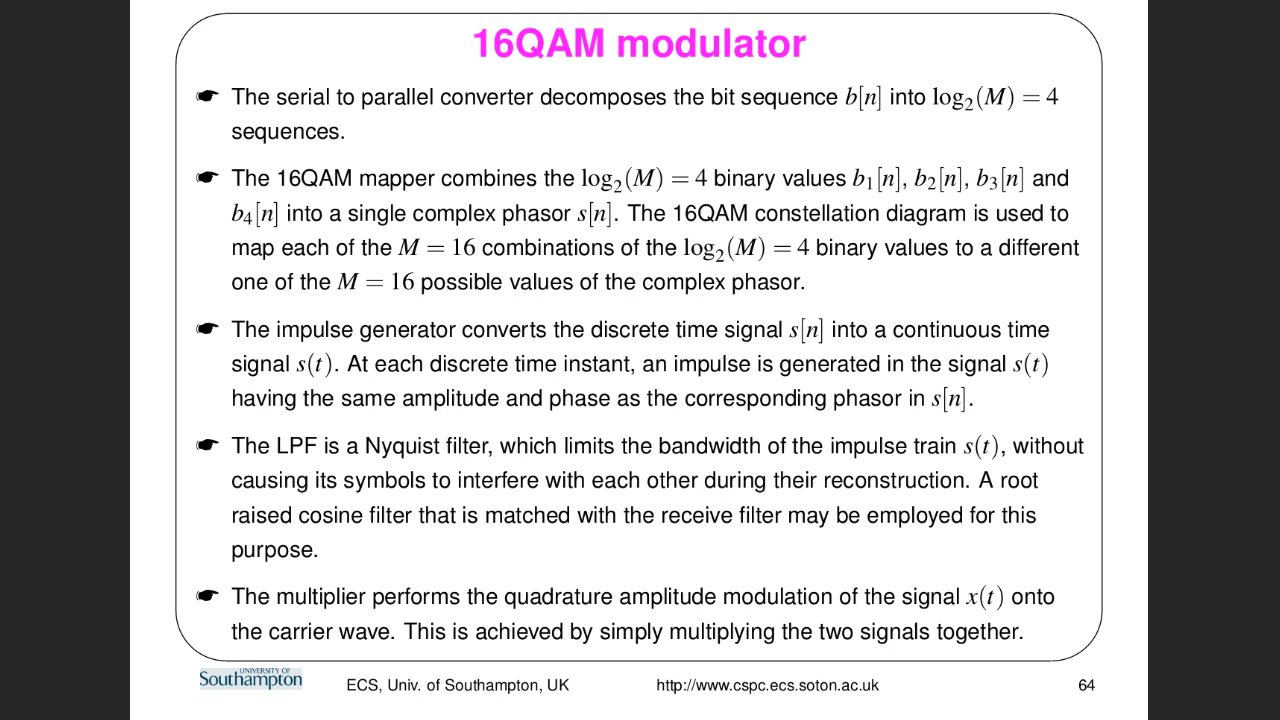 16QAM modulator
☛ The serial to parallel converter decomposes the bit sequence b[n] into log₂(M) = 4
sequences.
☛ The 16QAM mapper combines the log₂(M) = 4 binary values b₁[n], b₂[n], b₃[n] and
b₄[n] into a single complex phasor s[n]. The 16QAM constellation diagram is used to
map each of the M = 16 combinations of the log₂(M) = 4 binary values to a different
one of the M = 16 possible values of the complex phasor.
☛ The impulse generator converts the discrete time signal s[n] into a continuous time
signal s(t). At each discrete time instant, an impulse is generated in the signal s(t)
having the same amplitude and phase as the corresponding phasor in s[n].
☛ The LPF is a Nyquist filter, which limits the bandwidth of the impulse train s(t), without
causing its symbols to interfere with each other during their reconstruction. A root
raised cosine filter that is matched with the receive filter may be employed for this
purpose.
☛ The multiplier performs the quadrature amplitude modulation of the signal x(t) onto
the carrier wave. This is achieved by simply multiplying the two signals together.
UNIVERSITY OF
Southampton
ECS, Univ. of Southampton, UK http://www.cspc.ecs.soton.ac.uk 64